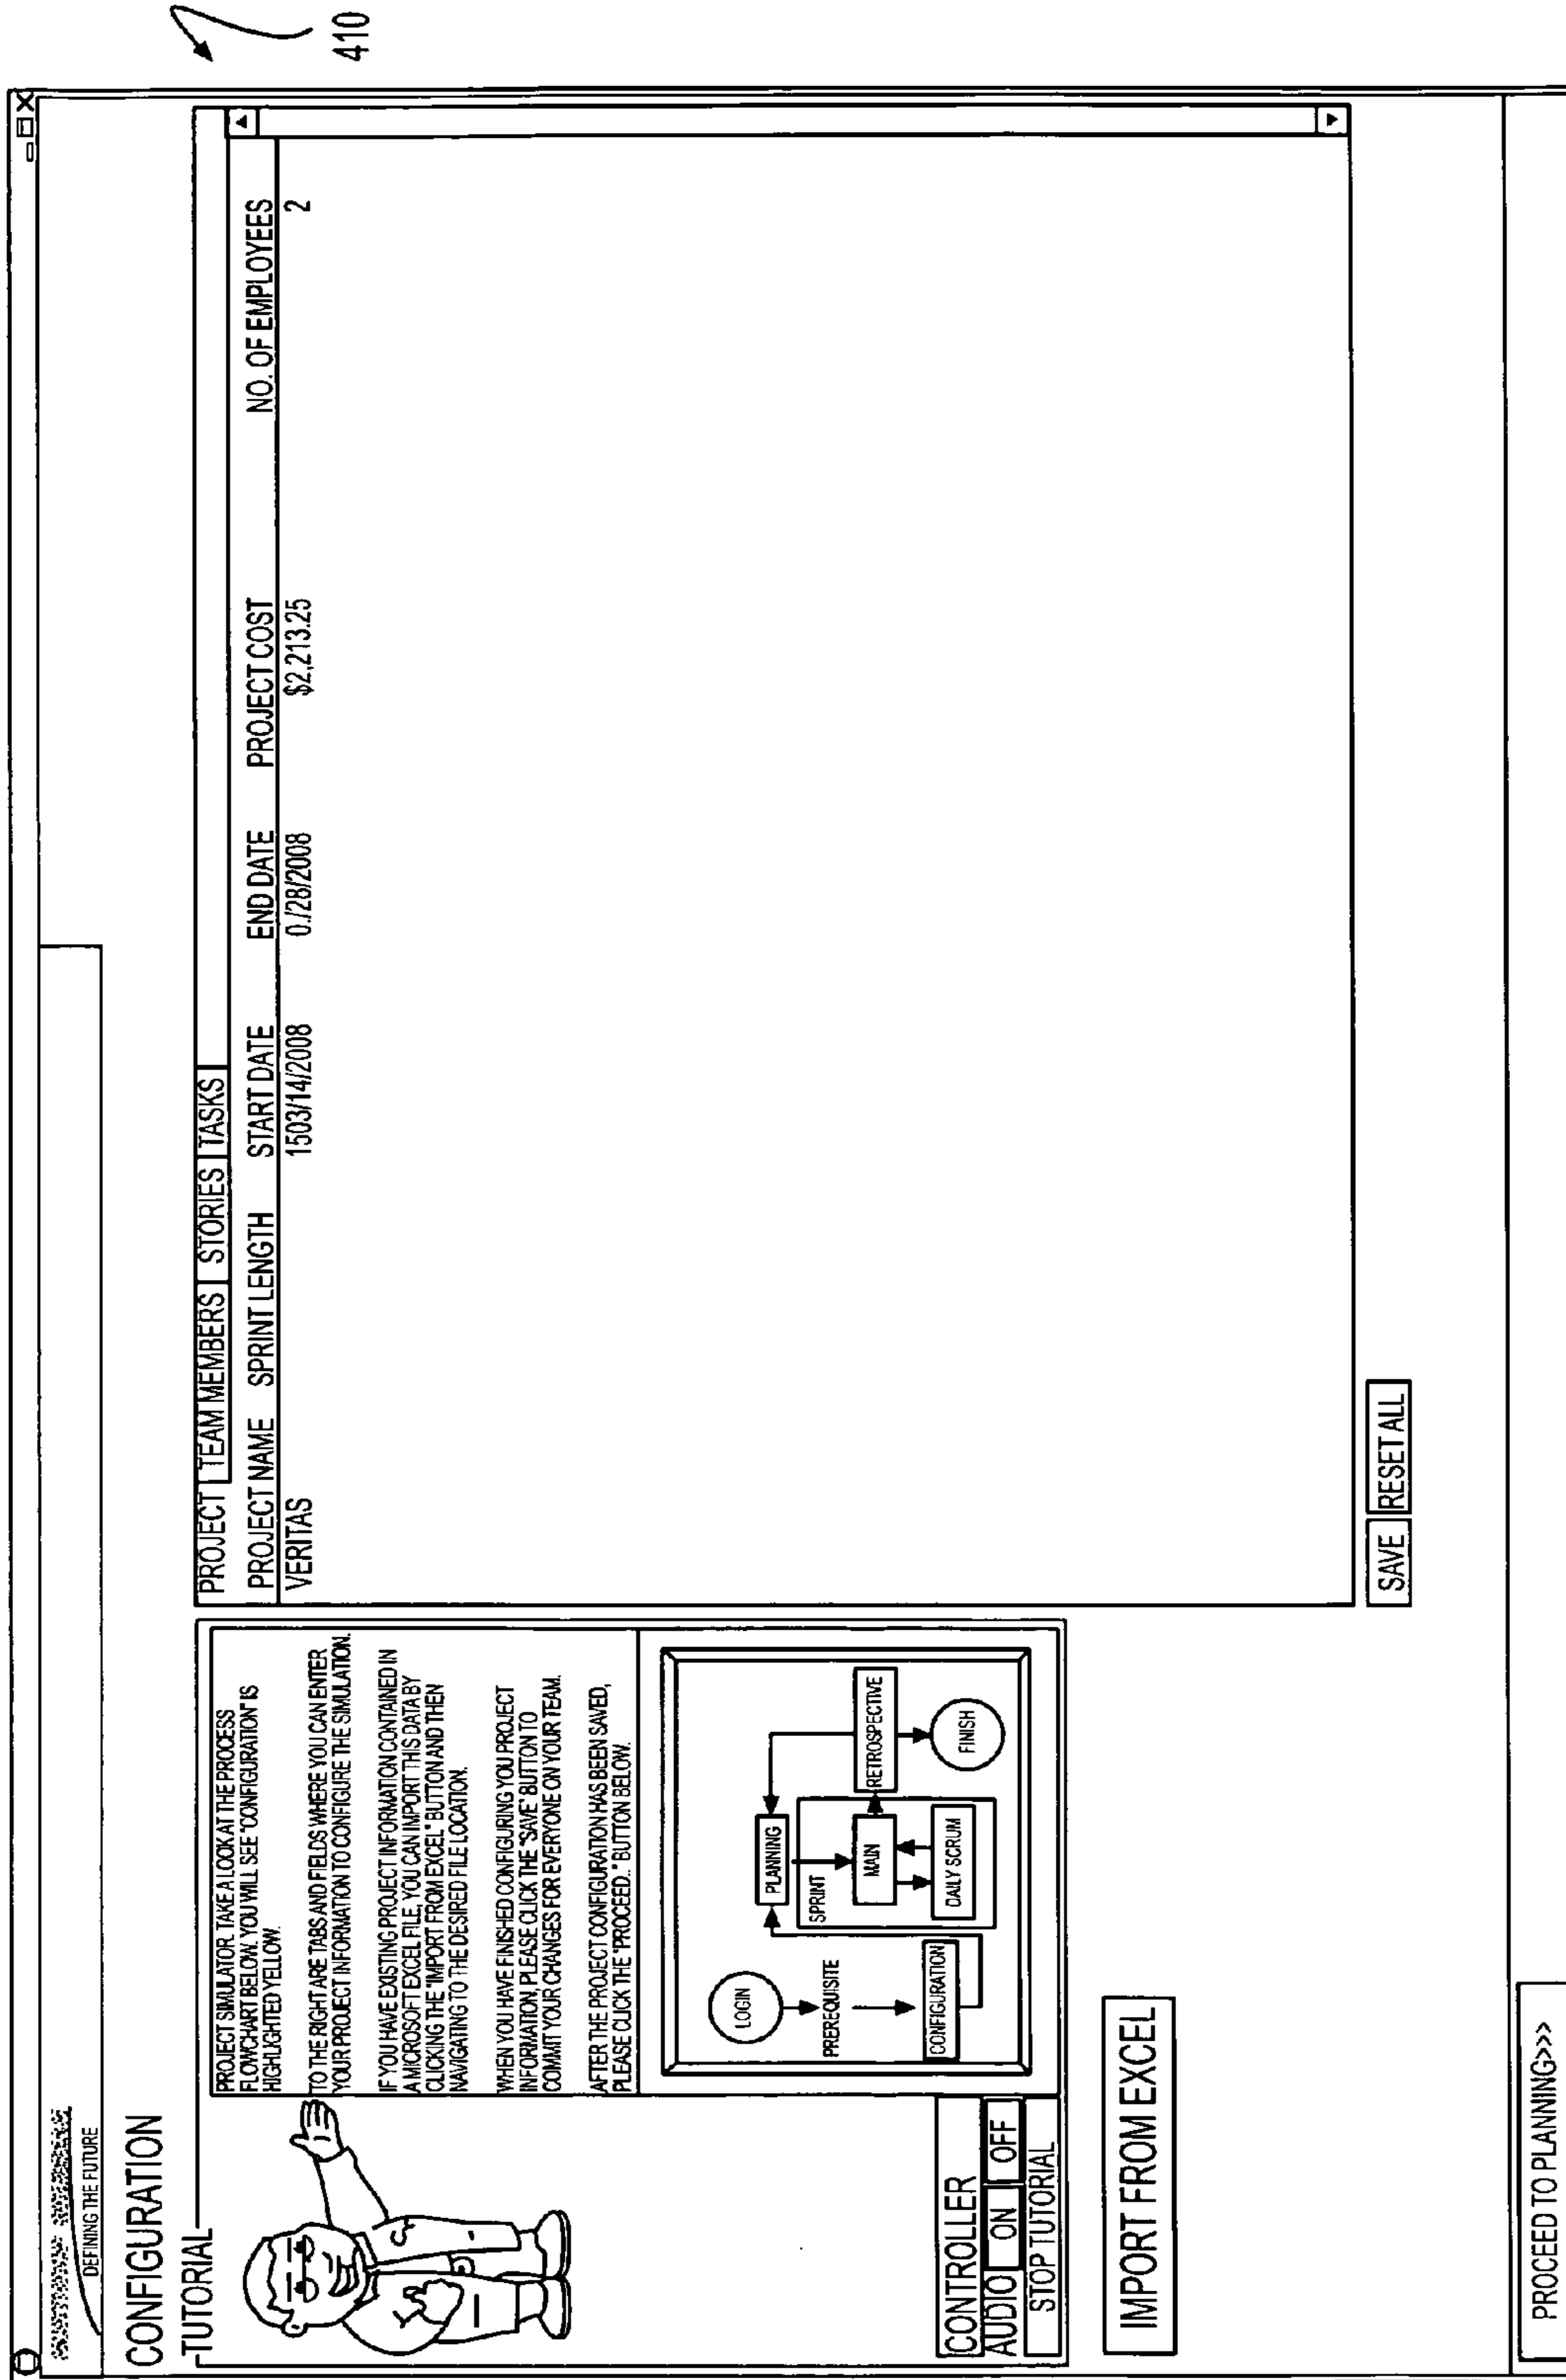 410
DEFINING THE FUTURE
CONFIGURATION
TUTORIAL
PROJECT SIMULATOR. TAKE A LOOK AT THE PROCESS
FLOWCHART BELOW. YOU WILL SEE "CONFIGURATION" IS
HIGHLIGHTED YELLOW.
TO THE RIGHT ARE TABS AND FIELDS WHERE YOU CAN ENTER
YOUR PROJECT INFORMATION TO CONFIGURE THE SIMULATION.
IF YOU HAVE EXISTING PROJECT INFORMATION CONTAINED IN
A MICROSOFT EXCEL FILE, YOU CAN IMPORT THIS DATA BY
CLICKING THE "IMPORT FROM EXCEL" BUTTON AND THEN
NAVIGATING TO THE DESIRED FILE LOCATION.
WHEN YOU HAVE FINISHED CONFIGURING YOU PROJECT
INFORMATION, PLEASE CLICK THE "SAVE" BUTTON TO
COMMIT YOUR CHANGES FOR EVERYONE ON YOUR TEAM.
AFTER THE PROJECT CONFIGURATION HAS BEEN SAVED,
PLEASE CLICK THE "PROCEED.." BUTTON BELOW.
LOGIN
PREREQUISITE
CONFIGURATION
PLANNING
SPRINT
MAIN
DAILY SCRUM
RETROSPECTIVE
FINISH
CONTROLLER
AUDIO ON OFF
STOP TUTORIAL
IMPORT FROM EXCEL
PROJECT TEAM MEMBERS STORIES TASKS
PROJECT NAME SPRINT LENGTH START DATE END DATE PROJECT COST NO. OF EMPLOYEES
VERITAS 1503/14/2008 0./28/2008 $2,213.25 2
SAVE RESET ALL
PROCEED TO PLANNING>>>